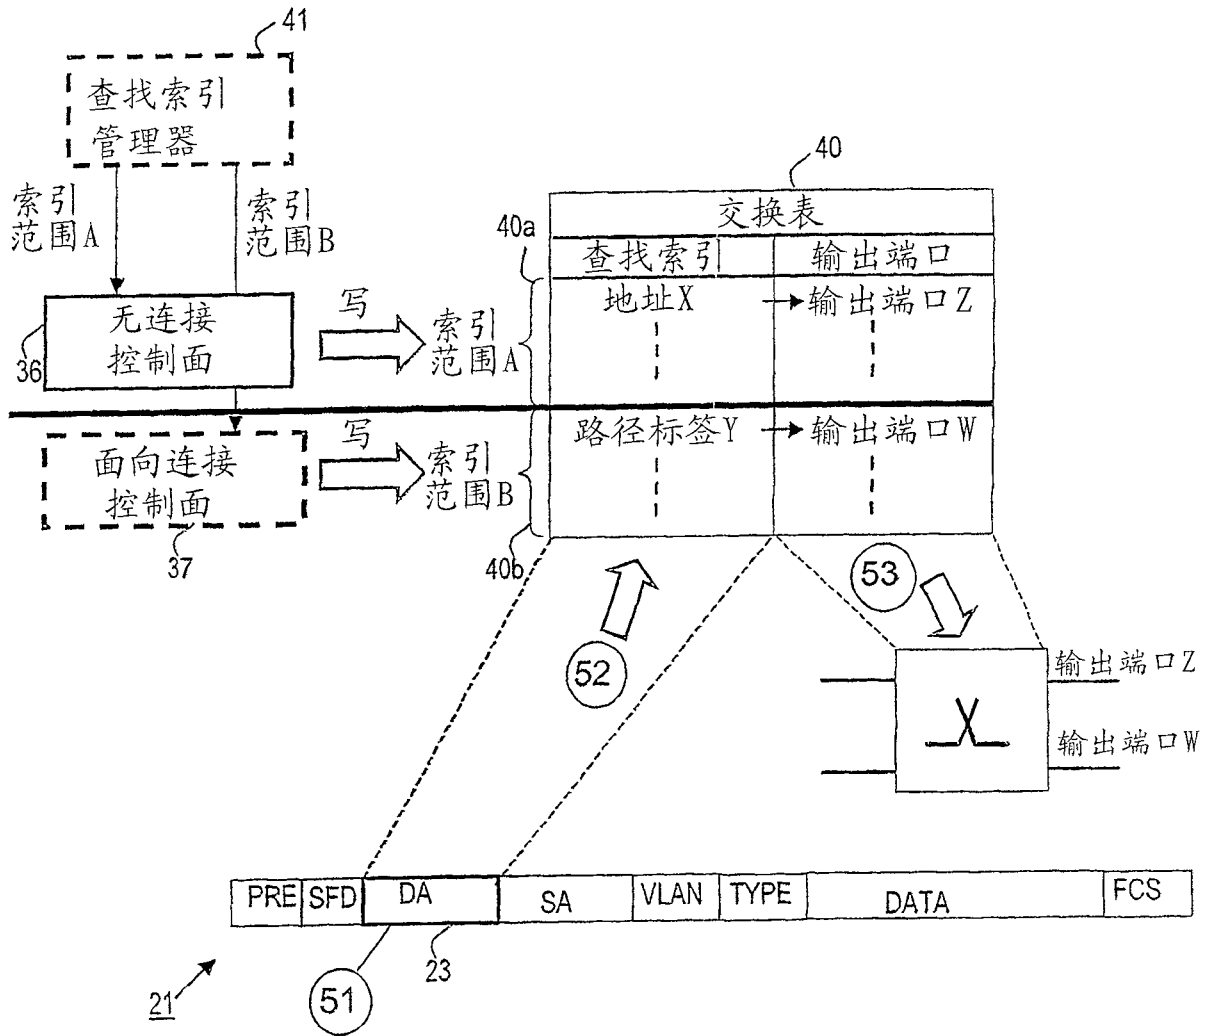 41
查找索引
管理器
索引
范围A
索引
范围B
40
交换表
40a
查找索引
输出端口
地址X
输出端口Z
无连接
控制面
36
写
索引
范围A
路径标签Y
输出端口W
面向连接
控制面
37
写
索引
范围B
40b
53
52
输出端口Z
输出端口W
PRE
SFD
DA
SA
VLAN
TYPE
DATA
FCS
23
51
21